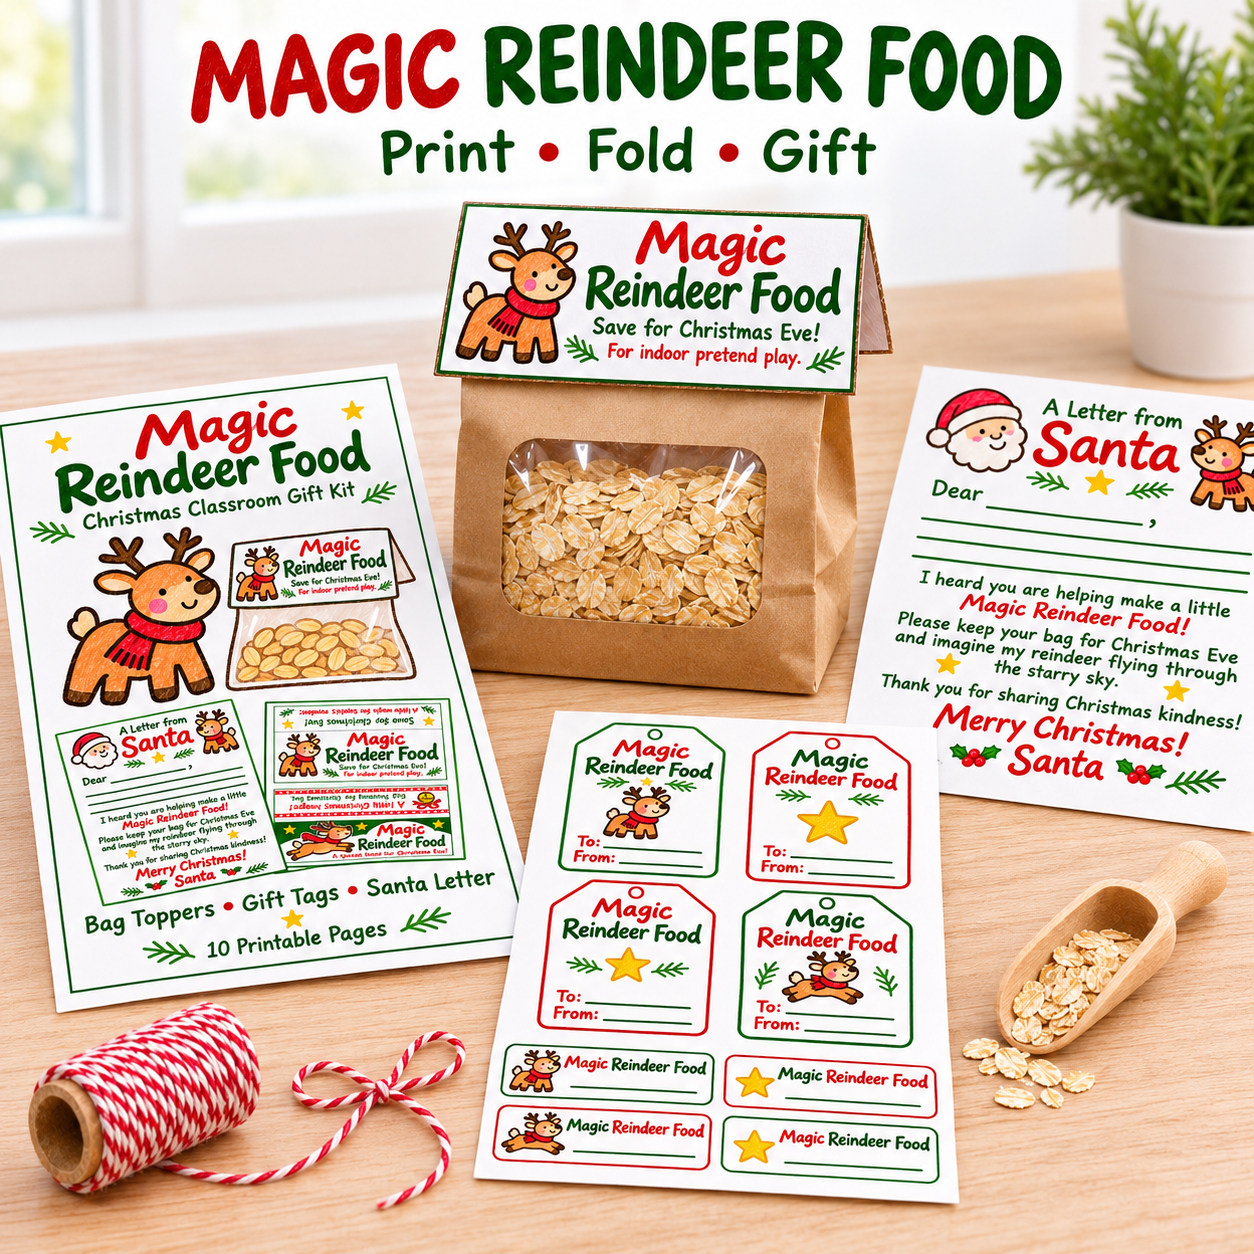 MAGIC REINDEER FOOD
Print • Fold • Gift
Magic
Reindeer Food
Save for Christmas Eve!
For indoor pretend play.
Magic
Reindeer Food
Christmas Classroom Gift Kit
Magic
Reindeer Food
Save for Christmas Eve!
For indoor pretend play.
A Letter from
Santa
Dear ,
I heard you are helping make a little
Magic Reindeer Food!
Please keep your bag for Christmas Eve
and imagine my reindeer flying through
the starry sky.
Thank you for sharing Christmas kindness!
Merry Christmas!
Santa
Save for Christmas Eve!
Magic
Reindeer Food
Save for Christmas Eve!
For indoor pretend play.
A Little Christmas Magic!
Magic
Reindeer Food
Bag Toppers • Gift Tags • Santa Letter
10 Printable Pages
A Letter from
Santa
Dear ,
I heard you are helping make a little
Magic Reindeer Food!
Please keep your bag for Christmas Eve
and imagine my reindeer flying through
the starry sky.
Thank you for sharing Christmas kindness!
Merry Christmas!
Santa
Magic
Reindeer Food
To:
From:
Magic
Reindeer Food
To:
From:
Magic
Reindeer Food
To:
From:
Magic
Reindeer Food
To:
From:
Magic Reindeer Food
Magic Reindeer Food
Magic Reindeer Food
Magic Reindeer Food